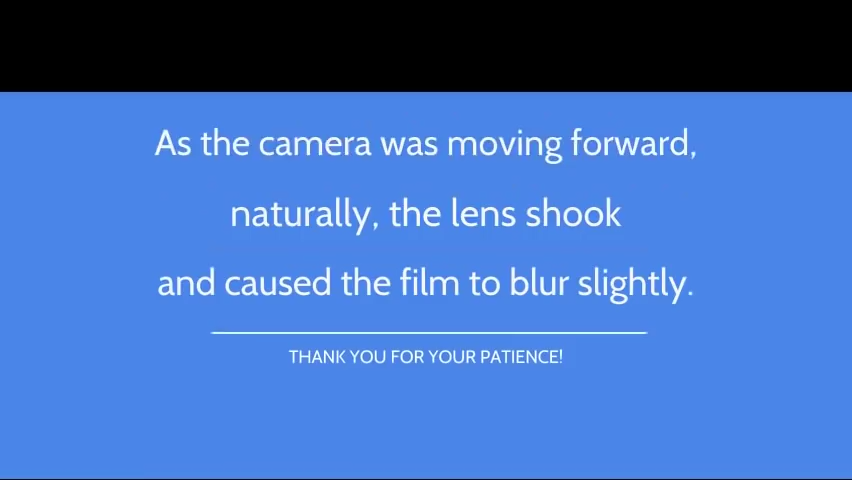 As the camera was moving forward,
naturally, the lens shook
and caused the film to blur slightly.
THANK YOU FOR YOUR PATIENCE!